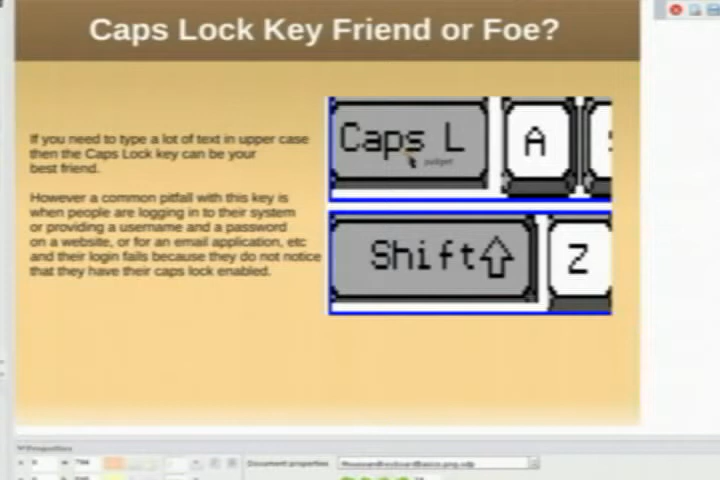 Caps Lock Key Friend or Foe?
If you need to type a lot of text in upper case
then the Caps Lock key can be your
best friend.
However a common pitfall with this key is
when people are logging in to their system
or providing a username and a password
on a website, or for an email application, etc
and their login fails because they do not notice
that they have their caps lock enabled.
Caps L
A
Shift
Z
Properties
Document properties